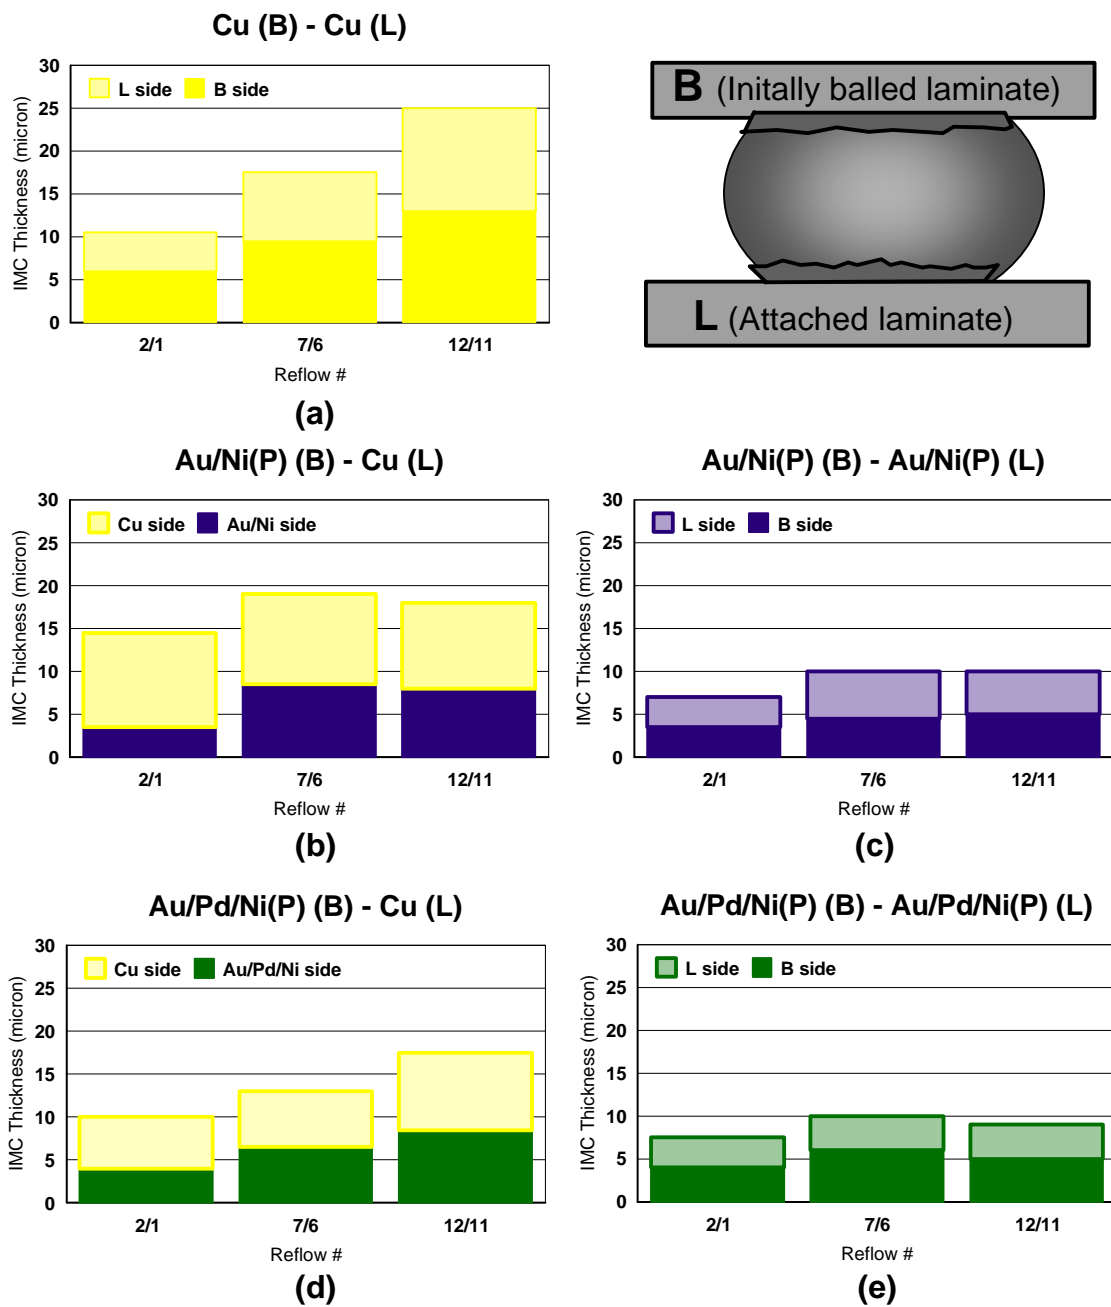 Cu (B) - Cu (L)
IMC Thickness (micron)
30
25
20
15
10
5
0
L side B side
2/1 7/6 12/11
Reflow #
(a)
B (Initally balled laminate)
L (Attached laminate)
Au/Ni(P) (B) - Cu (L)
IMC Thickness (micron)
30
25
20
15
10
5
0
Cu side Au/Ni side
2/1 7/6 12/11
Reflow #
(b)
Au/Ni(P) (B) - Au/Ni(P) (L)
IMC Thickness (micron)
30
25
20
15
10
5
0
L side B side
2/1 7/6 12/11
Reflow #
(c)
Au/Pd/Ni(P) (B) - Cu (L)
IMC Thickness (micron)
30
25
20
15
10
5
0
Cu side Au/Pd/Ni side
2/1 7/6 12/11
Reflow #
(d)
Au/Pd/Ni(P) (B) - Au/Pd/Ni(P) (L)
IMC Thickness (micron)
30
25
20
15
10
5
0
L side B side
2/1 7/6 12/11
Reflow #
(e)